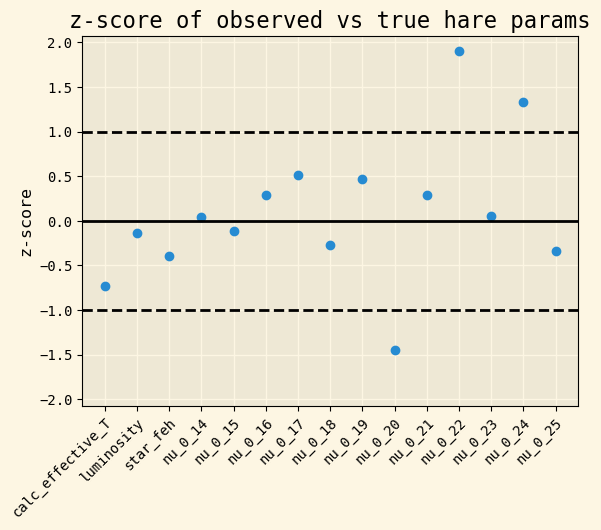 z-score of observed vs true hare params
z-score
2.0
1.5
1.0
0.5
0.0
−0.5
−1.0
−1.5
−2.0
calc_effective_T
luminosity
star_feh
nu_0_14
nu_0_15
nu_0_16
nu_0_17
nu_0_18
nu_0_19
nu_0_20
nu_0_21
nu_0_22
nu_0_23
nu_0_24
nu_0_25